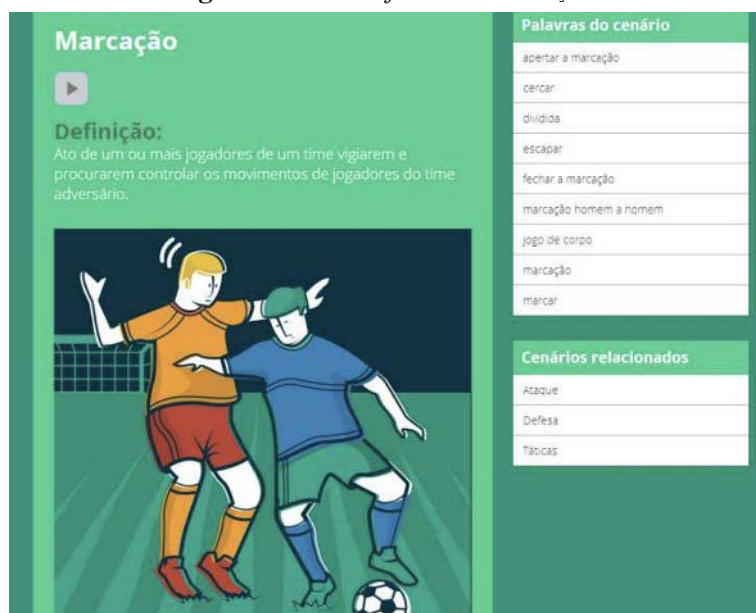 Marcação
Definição:
Ato de um ou mais jogadores de um time vigiarem e
procurarem controlar os movimentos de jogadores do time
adversário.
Palavras do cenário
apertar a marcação
cercar
dividida
escapar
fechar a marcação
marcação homem a homem
jogo de corpo
marcação
marcar
Cenários relacionados
Ataque
Defesa
Táticas